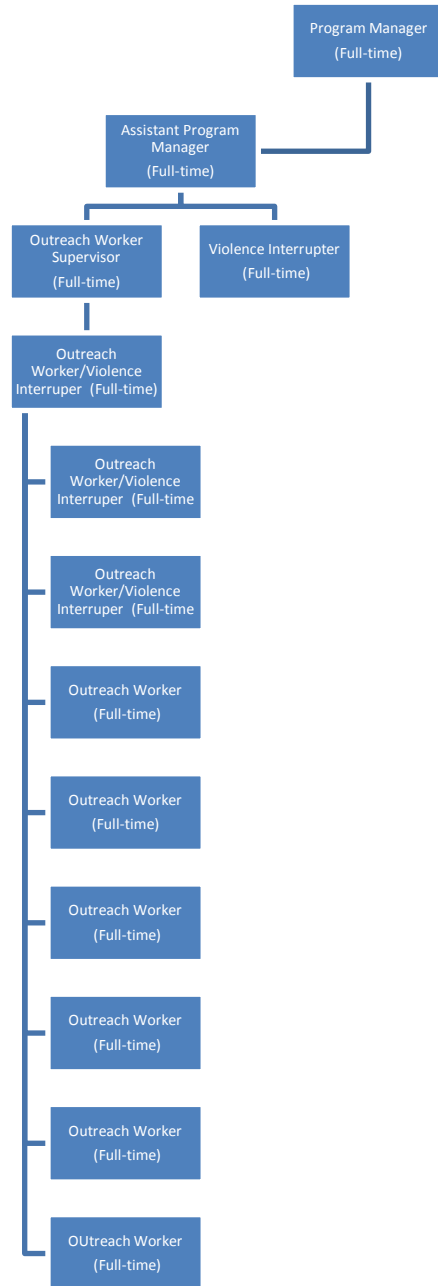 Program Manager
(Full-time)
Assistant Program
Manager
(Full-time)
Outreach Worker
Supervisor
(Full-time)
Violence Interrupter
(Full-time)
Outreach
Worker/Violence
Interruper (Full-time)
Outreach
Worker/Violence
Interruper (Full-time
Outreach
Worker/Violence
Interruper (Full-time
Outreach Worker
(Full-time)
Outreach Worker
(Full-time)
Outreach Worker
(Full-time)
Outreach Worker
(Full-time)
Outreach Worker
(Full-time)
OUtreach Worker
(Full-time)